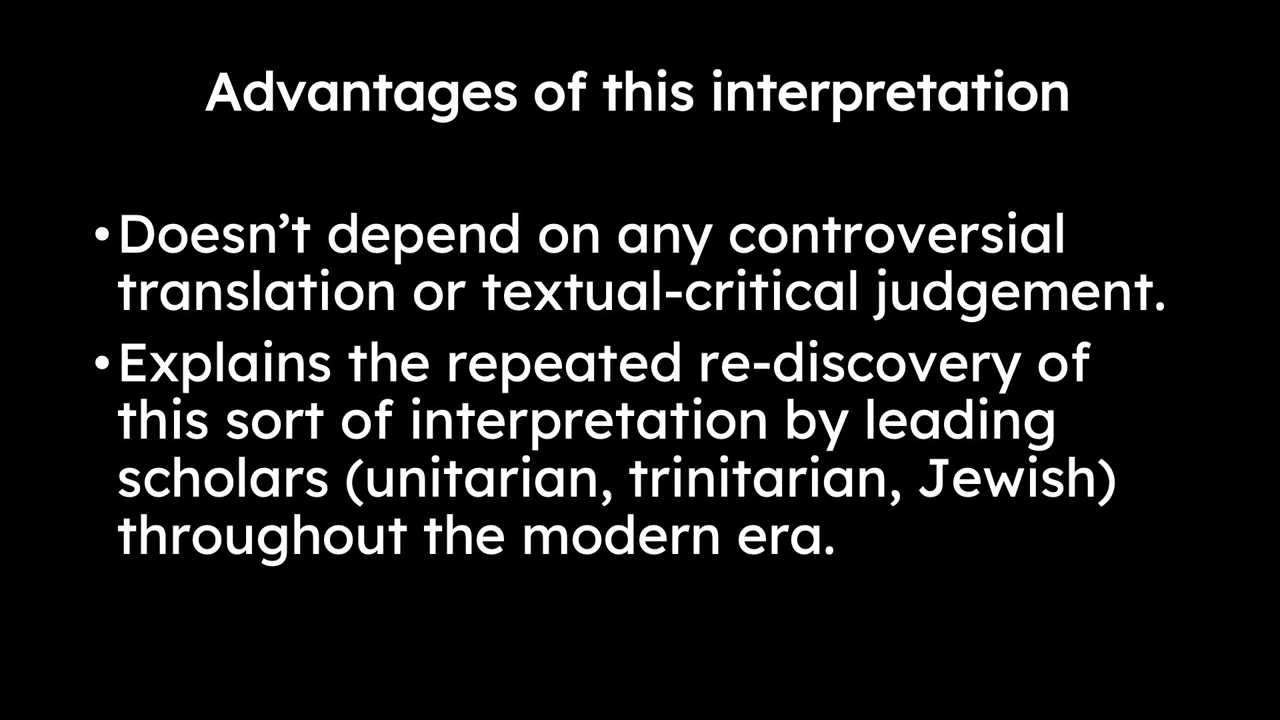 Advantages of this interpretation
•Doesn’t depend on any controversial
translation or textual-critical judgement.
•Explains the repeated re-discovery of
this sort of interpretation by leading
scholars (unitarian, trinitarian, Jewish)
throughout the modern era.